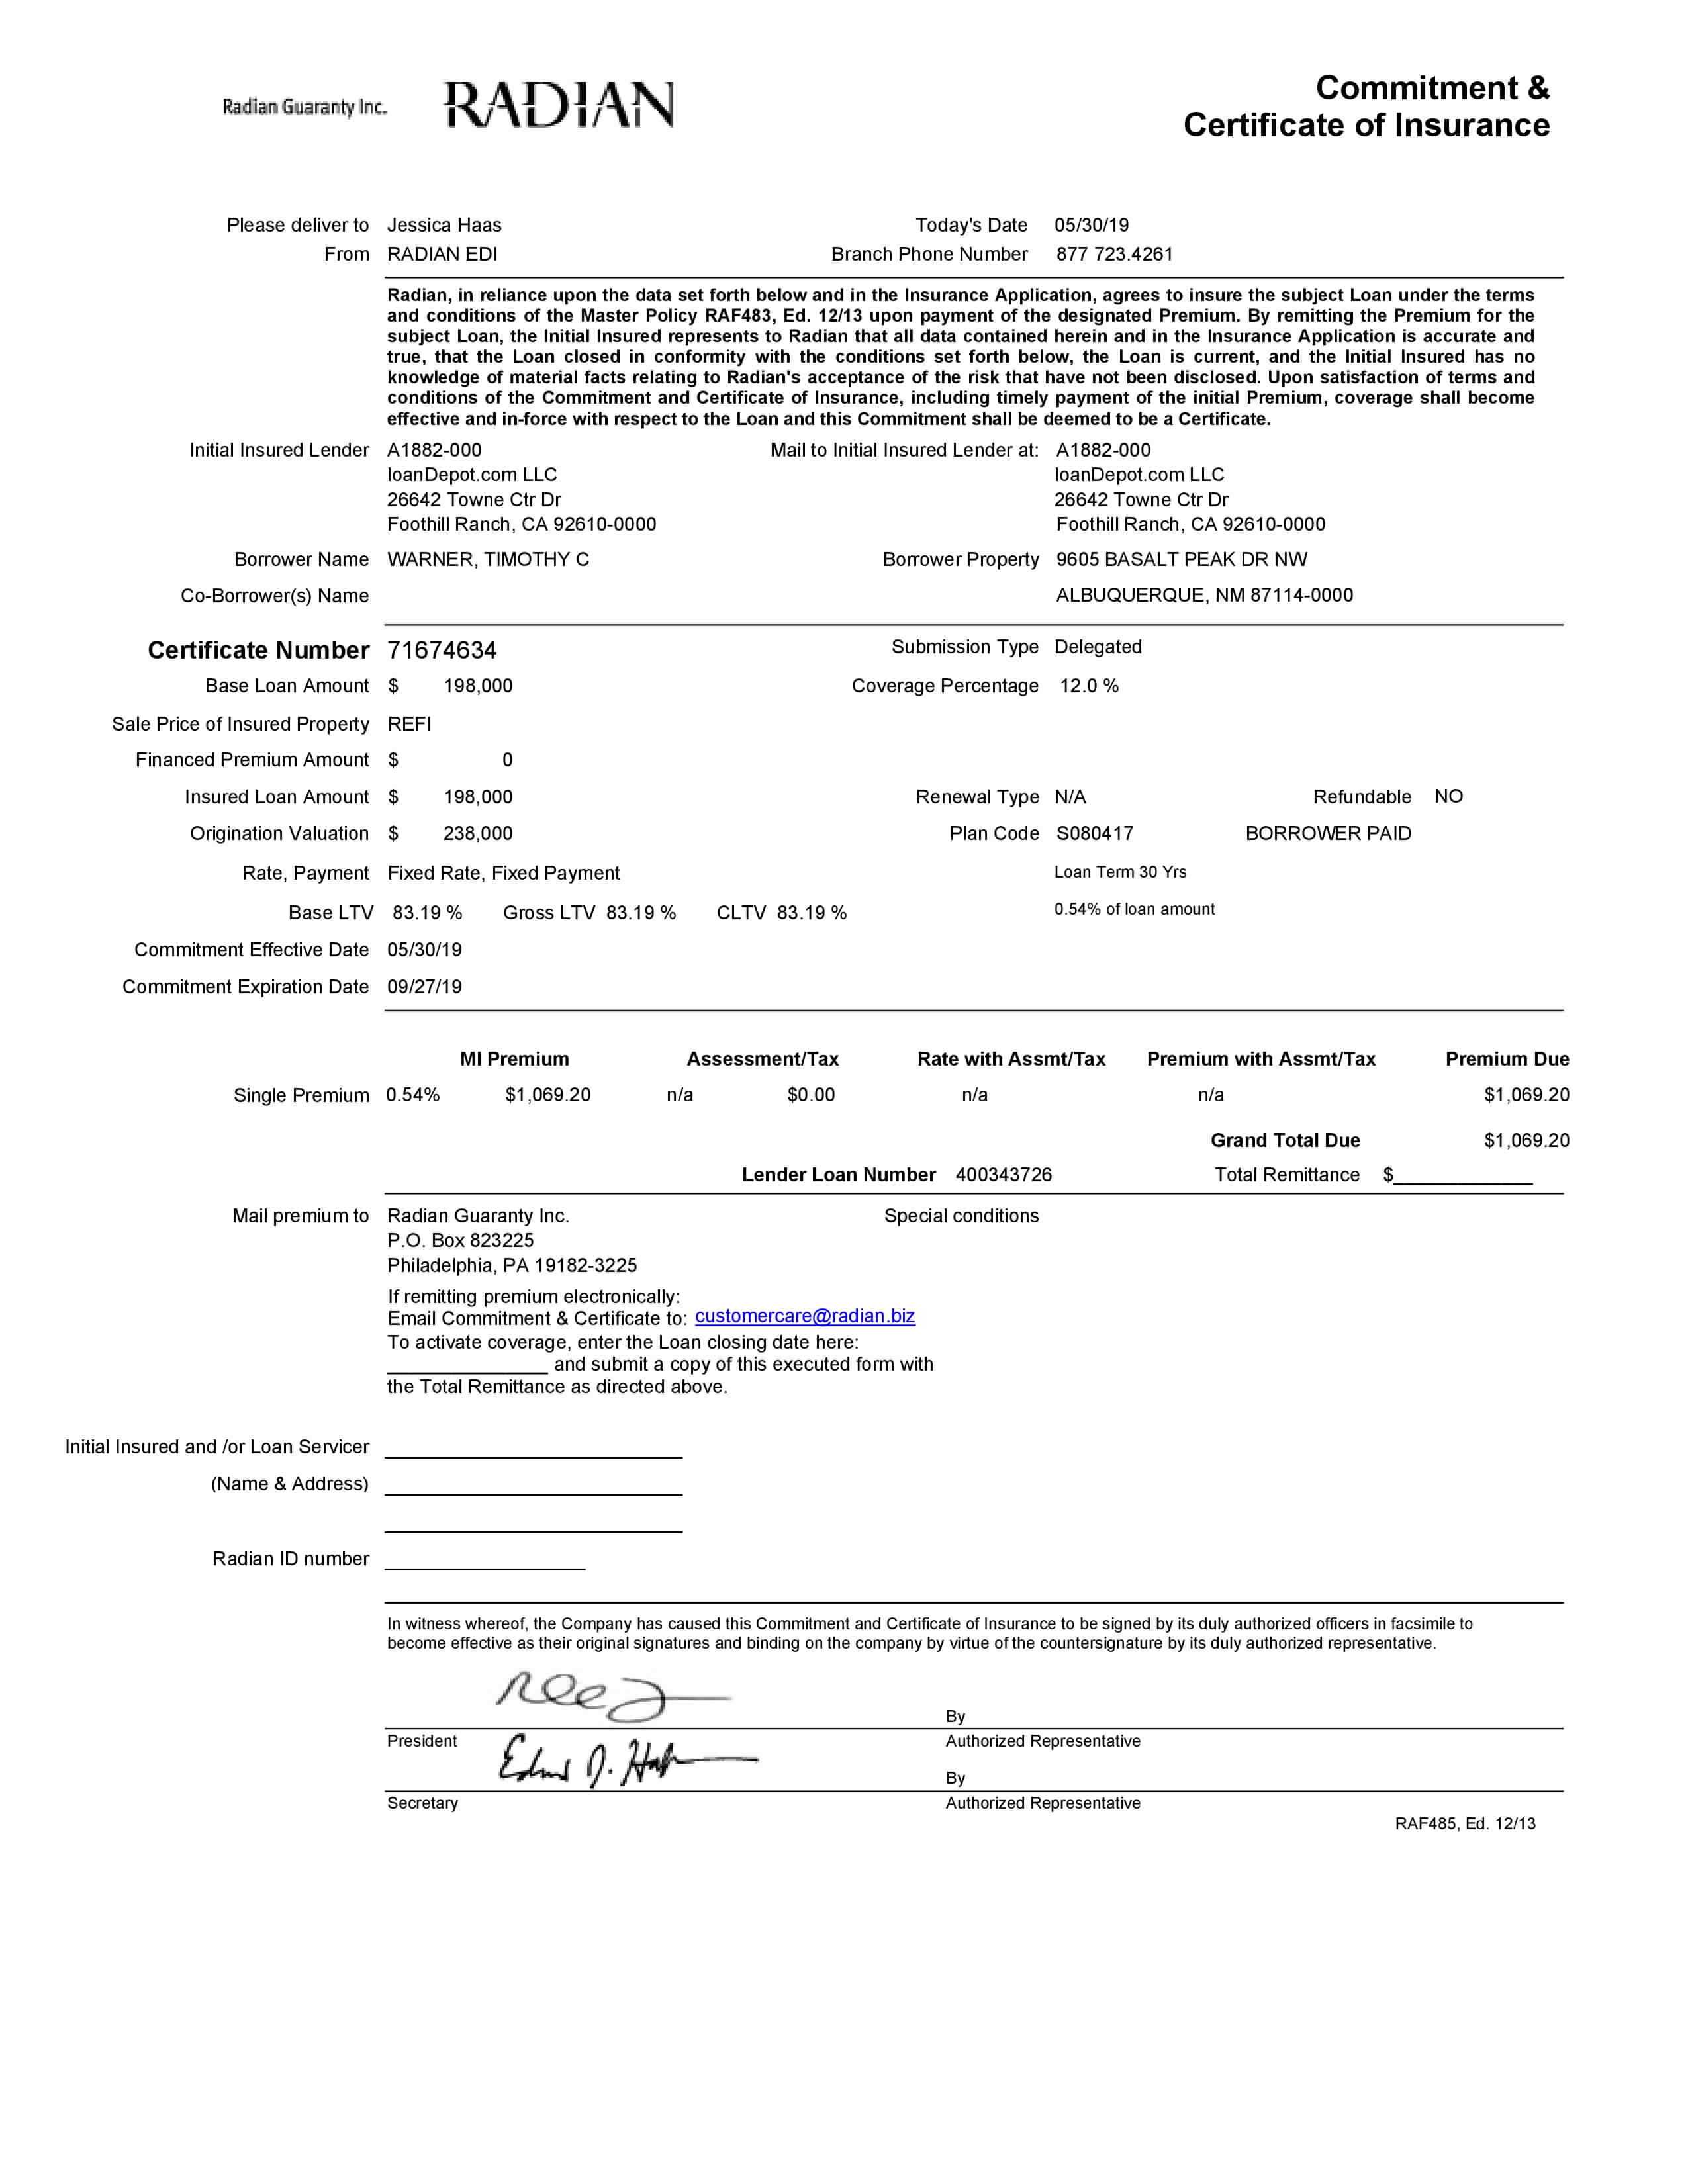 Radian Guaranty Inc. RADIAN
Commitment &
Certificate of Insurance
Please deliver to Jessica Haas Today's Date 05/30/19
From RADIAN EDI Branch Phone Number 877 723.4261
Radian, in reliance upon the data set forth below and in the Insurance Application, agrees to insure the subject Loan under the terms
and conditions of the Master Policy RAF483, Ed. 12/13 upon payment of the designated Premium. By remitting the Premium for the
subject Loan, the Initial Insured represents to Radian that all data contained herein and in the Insurance Application is accurate and
true, that the Loan closed in conformity with the conditions set forth below, the Loan is current, and the Initial Insured has no
knowledge of material facts relating to Radian's acceptance of the risk that have not been disclosed. Upon satisfaction of terms and
conditions of the Commitment and Certificate of Insurance, including timely payment of the initial Premium, coverage shall become
effective and in-force with respect to the Loan and this Commitment shall be deemed to be a Certificate.
Initial Insured Lender A1882-000 Mail to Initial Insured Lender at: A1882-000
loanDepot.com LLC loanDepot.com LLC
26642 Towne Ctr Dr 26642 Towne Ctr Dr
Foothill Ranch, CA 92610-0000 Foothill Ranch, CA 92610-0000
Borrower Name WARNER, TIMOTHY C Borrower Property 9605 BASALT PEAK DR NW
Co-Borrower(s) Name ALBUQUERQUE, NM 87114-0000
Certificate Number 71674634 Submission Type Delegated
Base Loan Amount $ 198,000 Coverage Percentage 12.0 %
Sale Price of Insured Property REFI
Financed Premium Amount $ 0
Insured Loan Amount $ 198,000 Renewal Type N/A Refundable NO
Origination Valuation $ 238,000 Plan Code S080417 BORROWER PAID
Rate, Payment Fixed Rate, Fixed Payment Loan Term 30 Yrs
Base LTV 83.19 % Gross LTV 83.19 % CLTV 83.19 % 0.54% of loan amount
Commitment Effective Date 05/30/19
Commitment Expiration Date 09/27/19
MI Premium Assessment/Tax Rate with Assmt/Tax Premium with Assmt/Tax Premium Due
Single Premium 0.54% $1,069.20 n/a $0.00 n/a n/a $1,069.20
Grand Total Due $1,069.20
Lender Loan Number 400343726 Total Remittance $
Mail premium to Radian Guaranty Inc. Special conditions
P.O. Box 823225
Philadelphia, PA 19182-3225
If remitting premium electronically:
Email Commitment & Certificate to: customercare@radian.biz
To activate coverage, enter the Loan closing date here:
and submit a copy of this executed form with
the Total Remittance as directed above.
Initial Insured and /or Loan Servicer
(Name & Address)
Radian ID number
In witness whereof, the Company has caused this Commitment and Certificate of Insurance to be signed by its duly authorized officers in facsimile to
become effective as their original signatures and binding on the company by virtue of the countersignature by its duly authorized representative.
By
President Authorized Representative
By
Secretary Authorized Representative
RAF485, Ed. 12/13